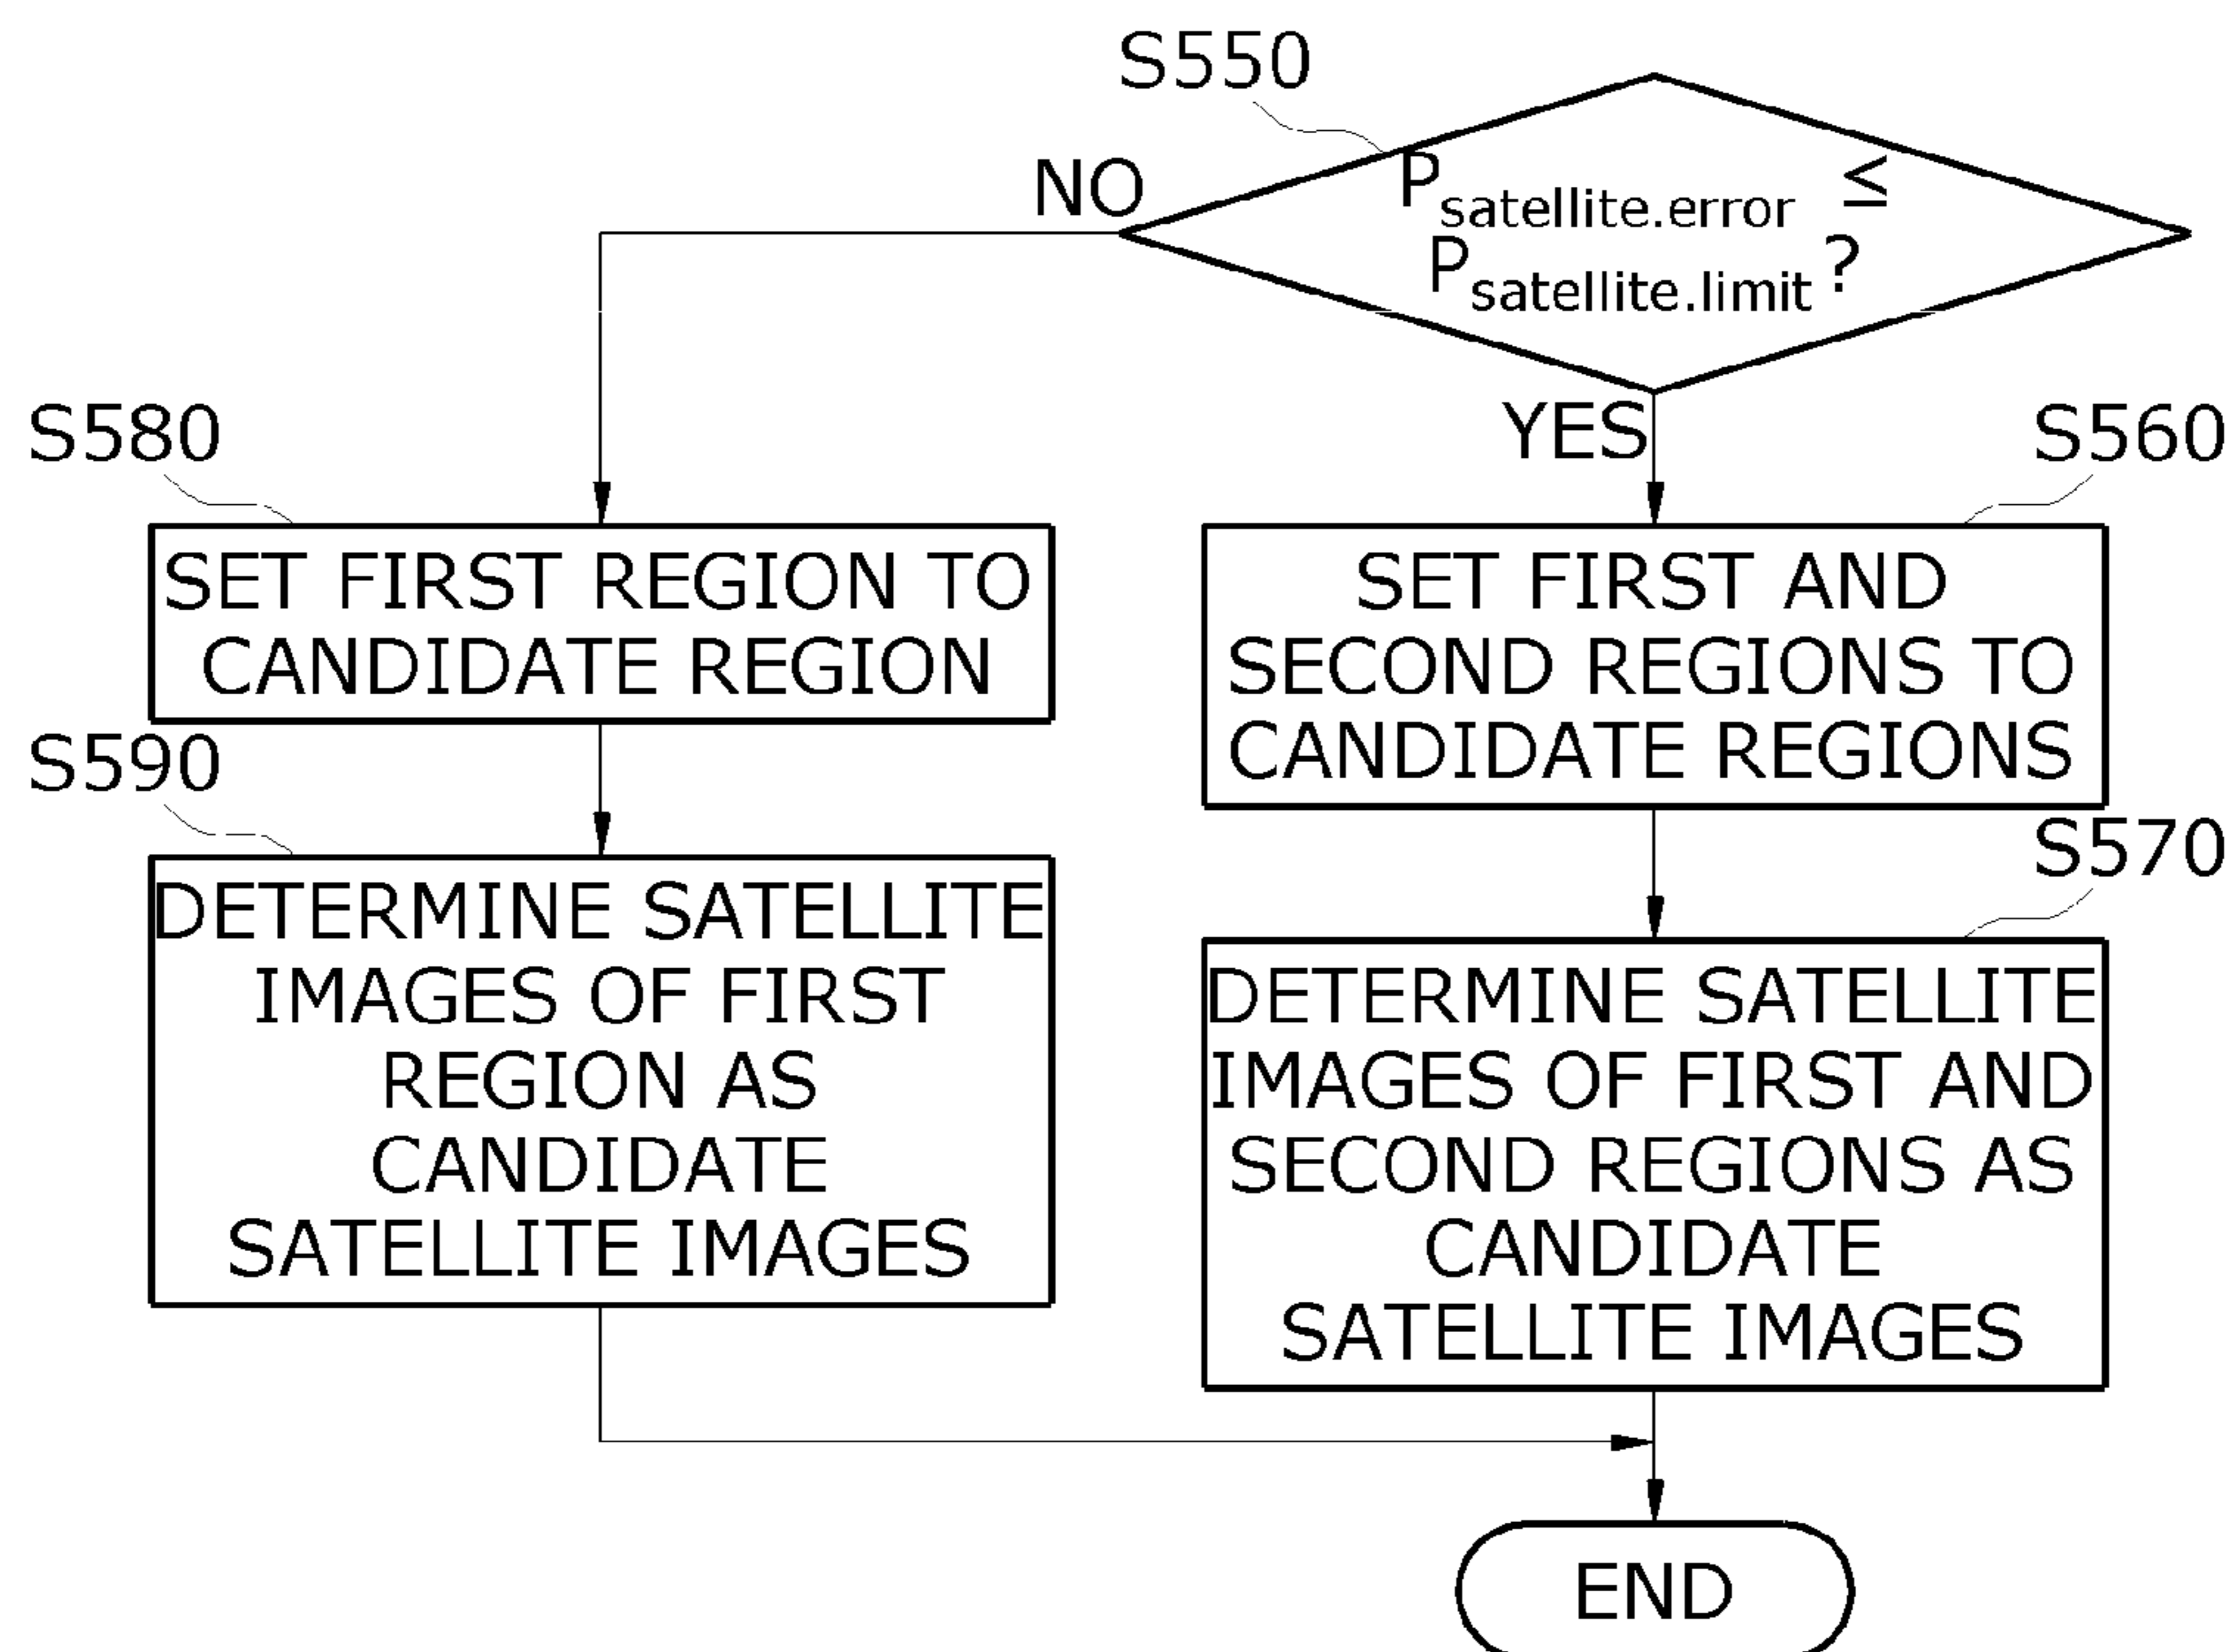 S550
NO
P satellite.error ≤
P satellite.limit ?
YES
S580
SET FIRST REGION TO
CANDIDATE REGION
S560
SET FIRST AND
SECOND REGIONS TO
CANDIDATE REGIONS
S590
DETERMINE SATELLITE
IMAGES OF FIRST
REGION AS
CANDIDATE
SATELLITE IMAGES
S570
DETERMINE SATELLITE
IMAGES OF FIRST AND
SECOND REGIONS AS
CANDIDATE
SATELLITE IMAGES
END